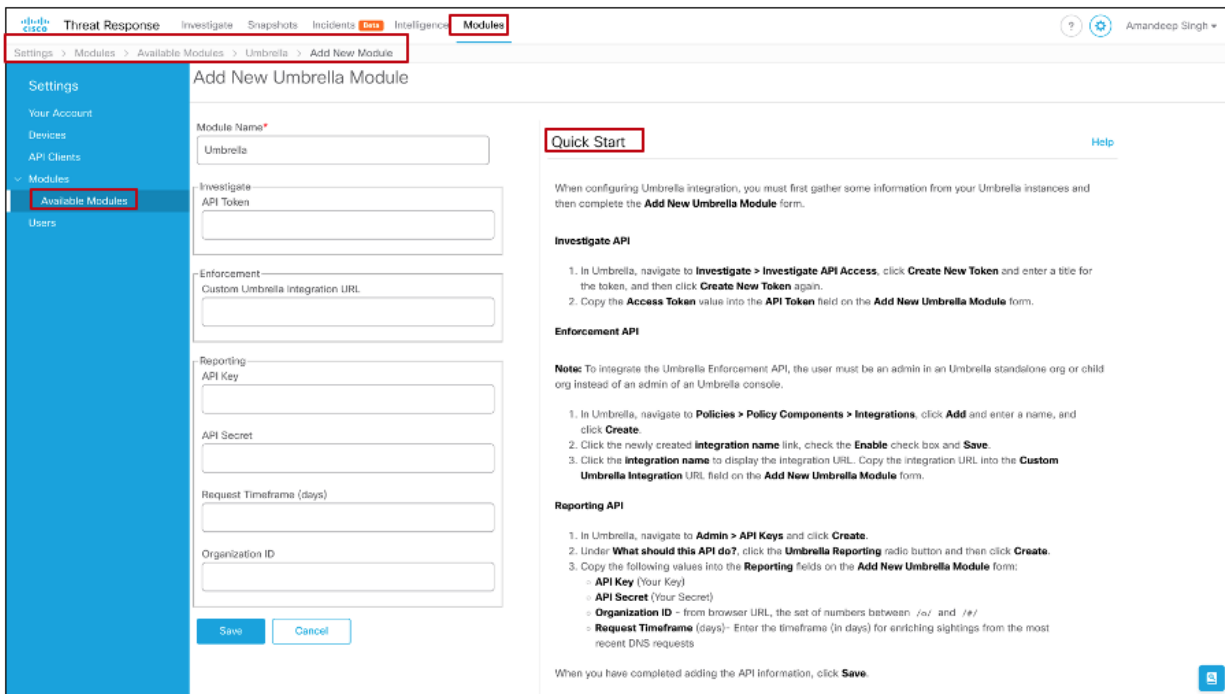 cisco Threat Response Investigate Snapshots Incidents Beta Intelligence Modules ? Amandeep Singh
Settings > Modules > Available Modules > Umbrella > Add New Module
Settings
Your Account
Devices
API Clients
Modules
Available Modules
Users
Add New Umbrella Module
Module Name*
Umbrella
Investigate
API Token
Enforcement
Custom Umbrella Integration URL
Reporting
API Key
API Secret
Request Timeframe (days)
Organization ID
Save Cancel
Quick Start
Help
When configuring Umbrella integration, you must first gather some information from your Umbrella instances and
then complete the Add New Umbrella Module form.
Investigate API
1. In Umbrella, navigate to Investigate > Investigate API Access, click Create New Token and enter a title for
the token, and then click Create New Token again.
2. Copy the Access Token value into the API Token field on the Add New Umbrella Module form.
Enforcement API
Note: To integrate the Umbrella Enforcement API, the user must be an admin in an Umbrella standalone org or child
org instead of an admin of an Umbrella console.
1. In Umbrella, navigate to Policies > Policy Components > Integrations, click Add and enter a name, and
click Create.
2. Click the newly created integration name link, check the Enable check box and Save.
3. Click the integration name to display the integration URL. Copy the integration URL into the Custom
Umbrella Integration URL field on the Add New Umbrella Module form.
Reporting API
1. In Umbrella, navigate to Admin > API Keys and click Create.
2. Under What should this API do?, click the Umbrella Reporting radio button and then click Create.
3. Copy the following values into the Reporting fields on the Add New Umbrella Module form:
◦ API Key (Your Key)
◦ API Secret (Your Secret)
◦ Organization ID - from browser URL, the set of numbers between /o/ and /#/
◦ Request Timeframe (days)- Enter the timeframe (in days) for enriching sightings from the most
recent DNS requests
When you have completed adding the API information, click Save.